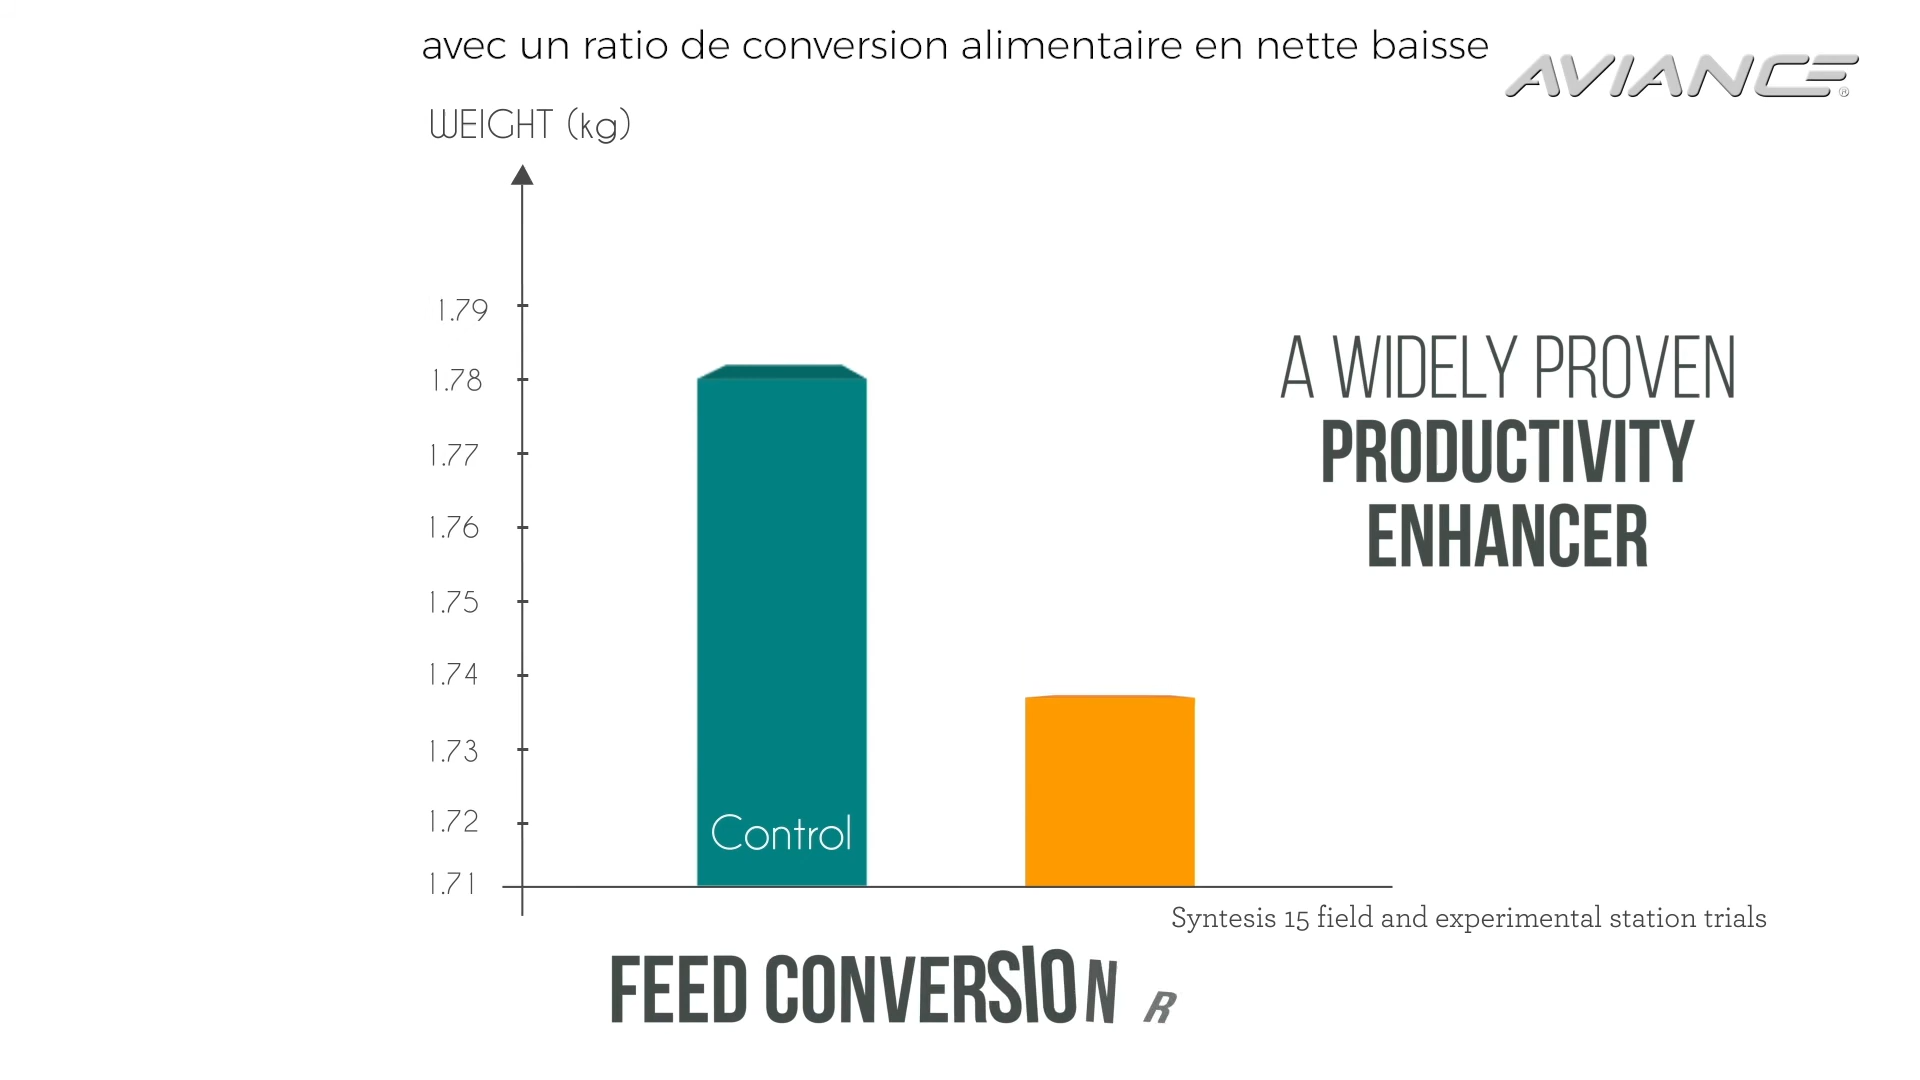 avec un ratio de conversion alimentaire en nette baisse
AVIANCE®
WEIGHT (kg)
1.79
1.78
1.77
1.76
1.75
1.74
1.73
1.72
1.71
Control
A WIDELY PROVEN
PRODUCTIVITY
ENHANCER
Syntesis 15 field and experimental station trials
FEED CONVERSION R